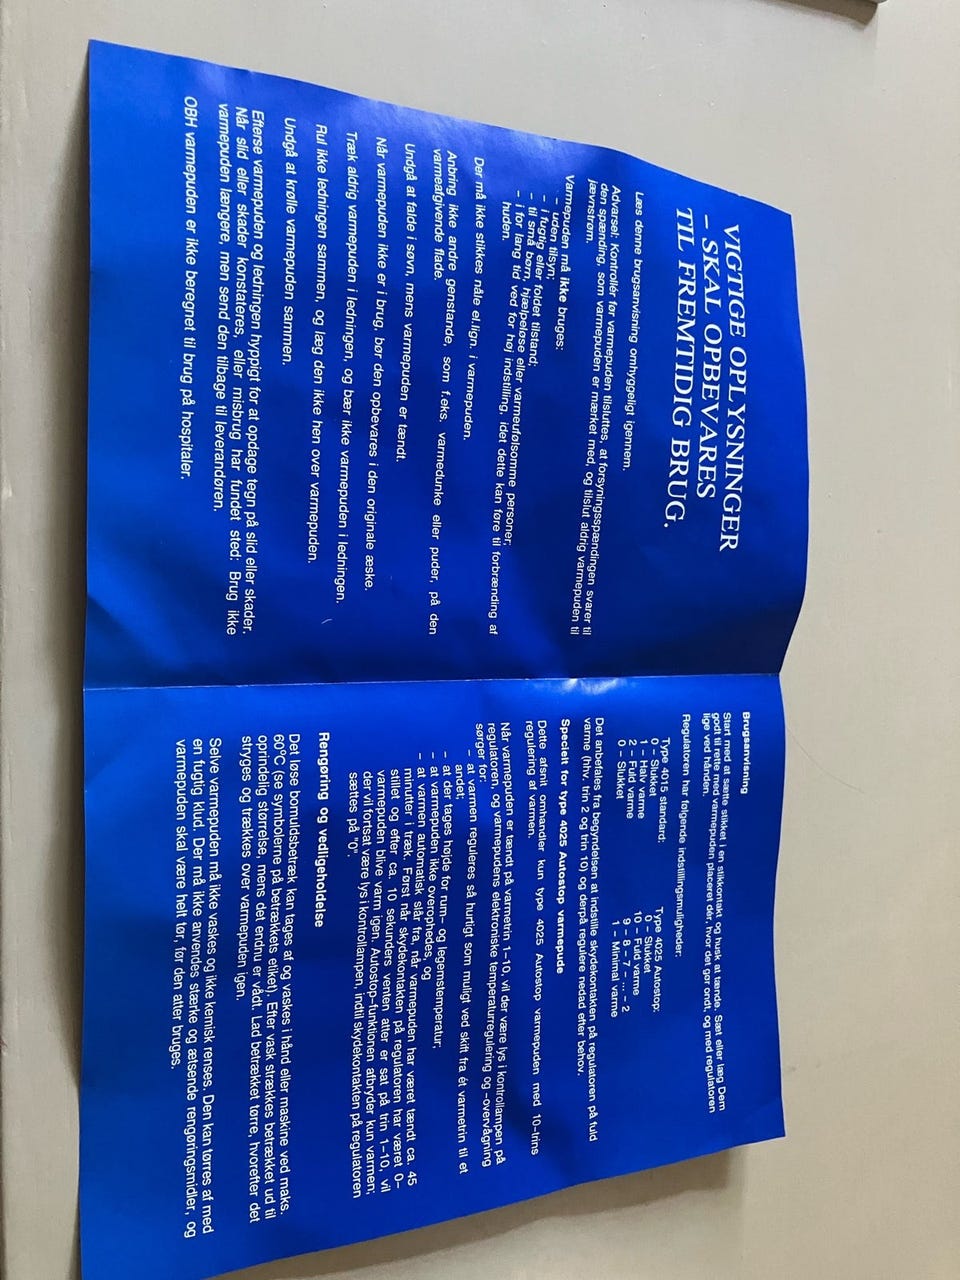 VIGTIGE OPLYSNINGER
– SKAL OPBEVARES
TIL FREMTIDIG BRUG.
Læs denne brugsanvisning omhyggeligt igennem.
Advarsel: Kontrollér før varmepuden tilsluttes, at forsyningsspændingen svarer til
den spænding, som varmepuden er mærket med, og tilslut aldrig varmepuden til
jævnstrøm.
Varmepuden må ikke bruges:
– uden tilsyn;
– i fugtig eller foldet tilstand;
– til små børn, hjælpeløse eller varmeufølsomme personer;
– i for lang tid ved for høj indstilling, idet dette kan føre til forbrænding af
huden.
Der må ikke stikkes nåle el.lign. i varmepuden.
Anbring ikke andre genstande, som f.eks. varmedunke eller puder, på den
varmeafgivende flade.
Undgå at falde i søvn, mens varmepuden er tændt.
Når varmepuden ikke er i brug, bør den opbevares i den originale æske.
Træk aldrig varmepuden i ledningen, og bær ikke varmepuden i ledningen.
Rul ikke ledningen sammen, og læg den ikke hen over varmepuden.
Undgå at krølle varmepuden sammen.
Efterse varmepuden og ledningen hyppigt for at opdage tegn på slid eller skader.
Når slid eller skader konstateres, eller misbrug har fundet sted: Brug ikke
varmepuden længere, men send den tilbage til leverandøren.
OBH varmepuden er ikke beregnet til brug på hospitaler.
Brugsanvisning
Start med at sætte stikket i en stikkontakt og husk at tænde. Sæt eller læg Dem
godt til rette med varmepuden placeret dér, hvor det gør ondt, og med regulatoren
lige ved hånden.
Regulatoren har følgende indstillingsmuligheder:
Type 4015 standard:
0 – Slukket
1 – Halv varme
2 – Fuld varme
0 – Slukket
Type 4025 Autostop:
0 – Slukket
10 – Fuld varme
9 – 8 – 7 – ... – 2
1 – Minimal varme
Det anbefales fra begyndelsen at indstille skydekontakten på regulatoren på fuld
varme (hhv. trin 2 og trin 10) og derpå regulere nedad efter behov.
Specielt for type 4025 Autostop varmepude
Dette afsnit omhandler kun type 4025 Autostop varmepuden med 10-trins
regulering af varmen.
Når varmepuden er tændt på varmetrin 1–10, vil der være lys i kontrollampen på
regulatoren, og varmepudens elektroniske temperaturregulering og -overvågning
sørger for:
– at varmen reguleres så hurtigt som muligt ved skift fra ét varmetrin til et
andet;
– at der tages højde for rum- og legemstemperatur;
– at varmepuden ikke overophedes, og
– at varmen automatisk slår fra, når varmepuden har været tændt ca. 45
minutter i træk. Først når skydekontakten på regulatoren har været 0-
stillet og efter ca. 10 sekunders venten atter er sat på trin 1–10, vil
varmepuden blive varm igen. Autostop-funktionen afbryder kun varmen;
der vil fortsat være lys i kontrollampen, indtil skydekontakten på regulatoren
sættes på "0".
Rengøring og vedligeholdelse
Det løse bomuldsbetræk kan tages af og vaskes i hånd eller maskine ved maks.
60°C (se symbolerne på betrækkets etiket). Efter vask strækkes betrækket ud til
oprindelig størrelse, mens det endnu er vådt. Lad betrækket tørre, hvorefter det
stryges og trækkes over varmepuden igen.
Selve varmepuden må ikke vaskes og ikke kemisk renses. Den kan tørres af med
en fugtig klud. Der må ikke anvendes stærke og ætsende rengøringsmidler, og
varmepuden skal være helt tør, før den atter bruges.